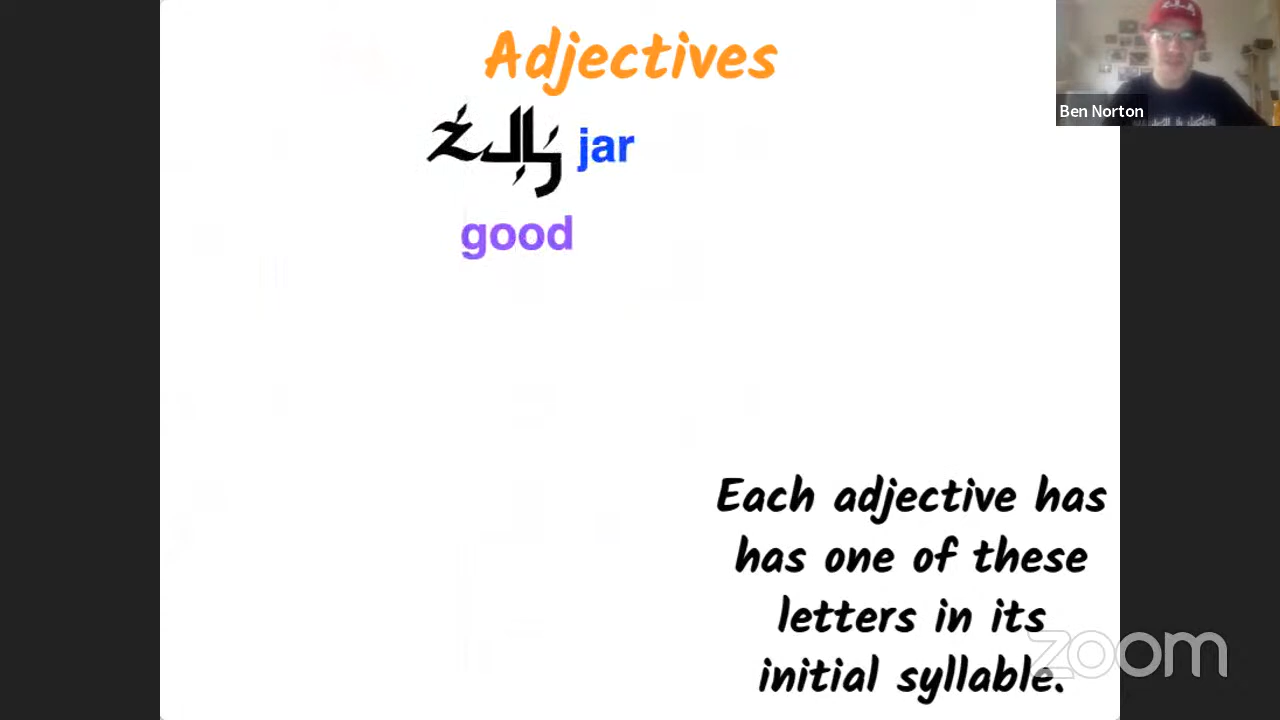 Adjectives
jar
good
Each adjective has
has one of these
letters in its
initial syllable.
Ben Norton
zoom